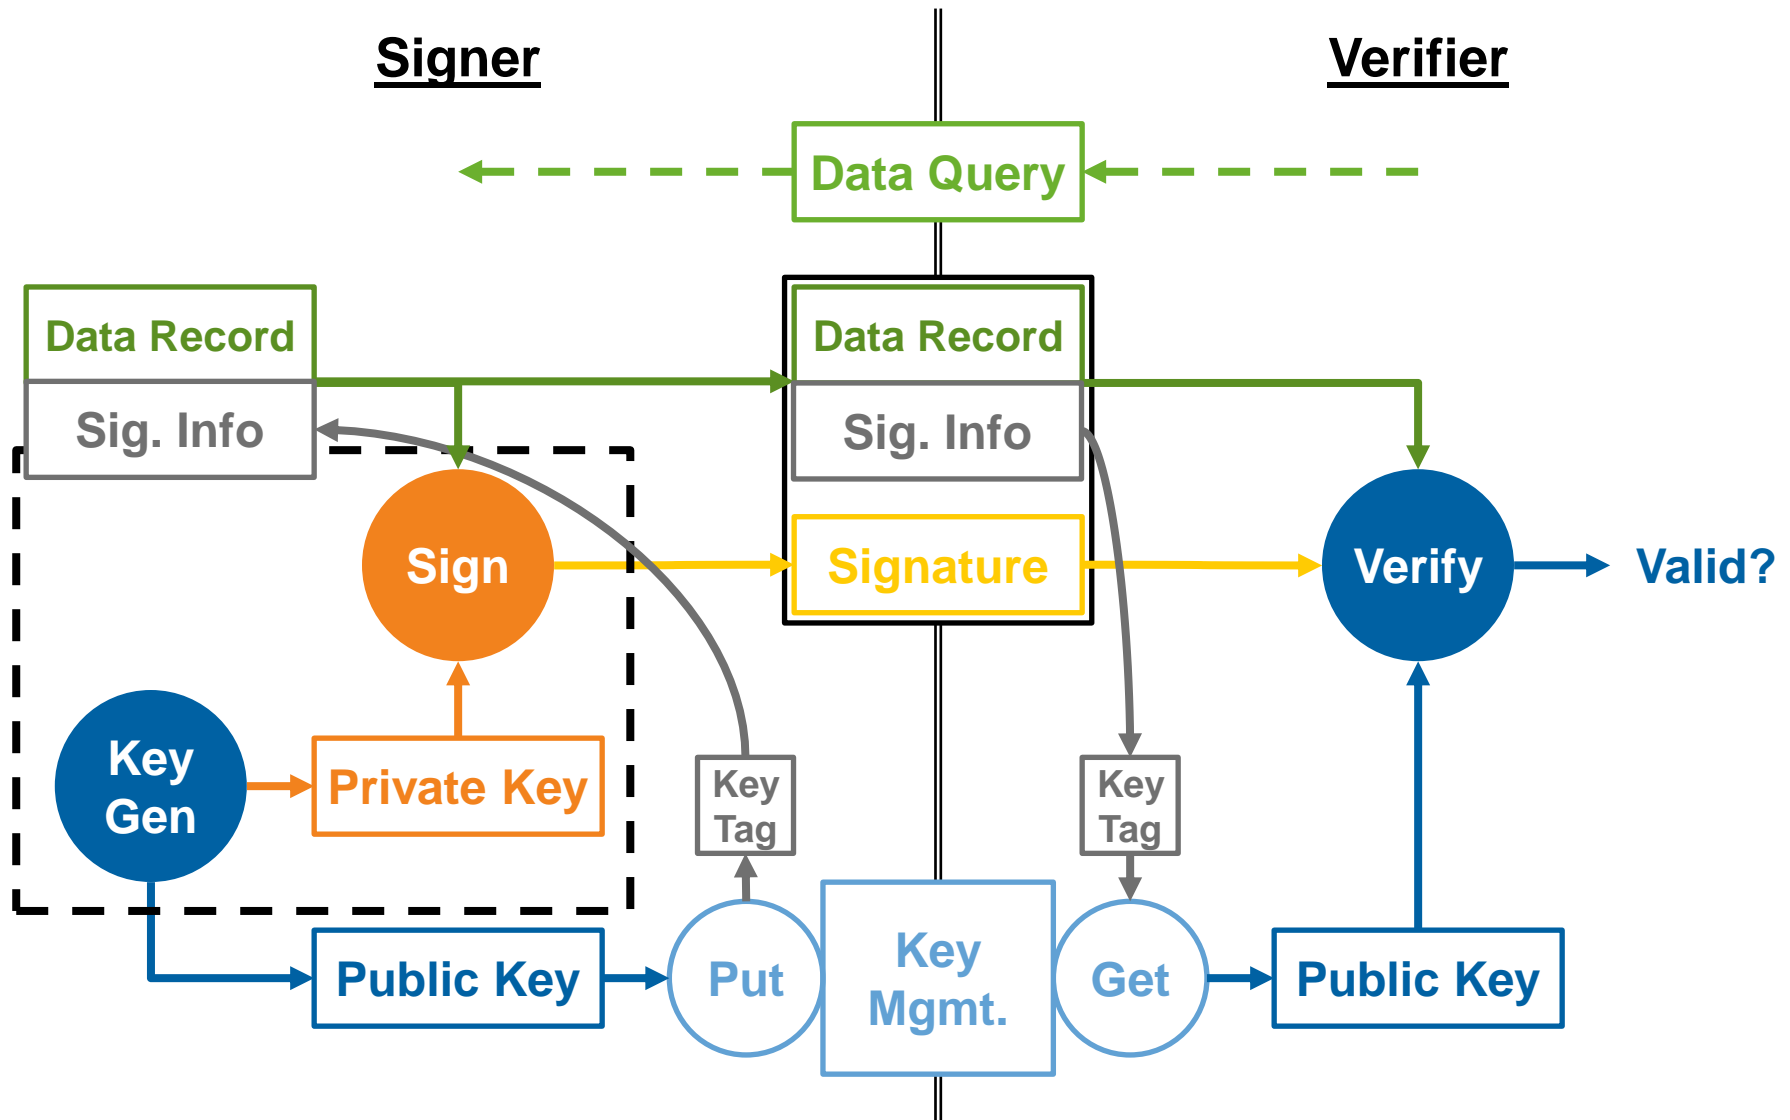 Signer
Verifier
Data Query
Data Record
Sig. Info
Data Record
Sig. Info
Sign
Signature
Verify
Valid?
Key
Gen
Private Key
Key
Tag
Key
Tag
Public Key
Put
Key
Mgmt.
Get
Public Key